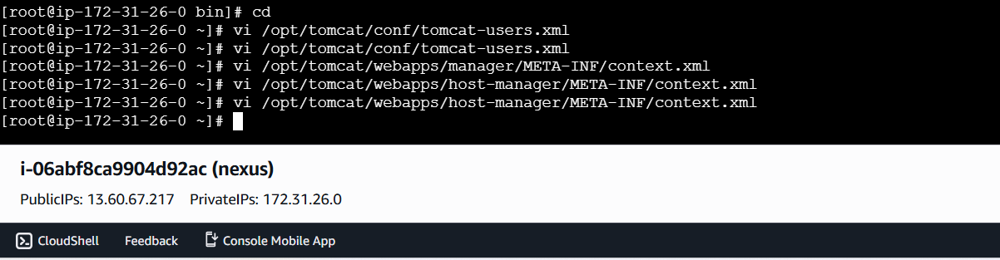 [root@ip-172-31-26-0 bin]# cd
[root@ip-172-31-26-0 ~]# vi /opt/tomcat/conf/tomcat-users.xml
[root@ip-172-31-26-0 ~]# vi /opt/tomcat/conf/tomcat-users.xml
[root@ip-172-31-26-0 ~]# vi /opt/tomcat/webapps/manager/META-INF/context.xml
[root@ip-172-31-26-0 ~]# vi /opt/tomcat/webapps/host-manager/META-INF/context.xml
[root@ip-172-31-26-0 ~]# vi /opt/tomcat/webapps/host-manager/META-INF/context.xml
[root@ip-172-31-26-0 ~]#
i-06abf8ca9904d92ac (nexus)
PublicIPs: 13.60.67.217 PrivateIPs: 172.31.26.0
CloudShell Feedback Console Mobile App